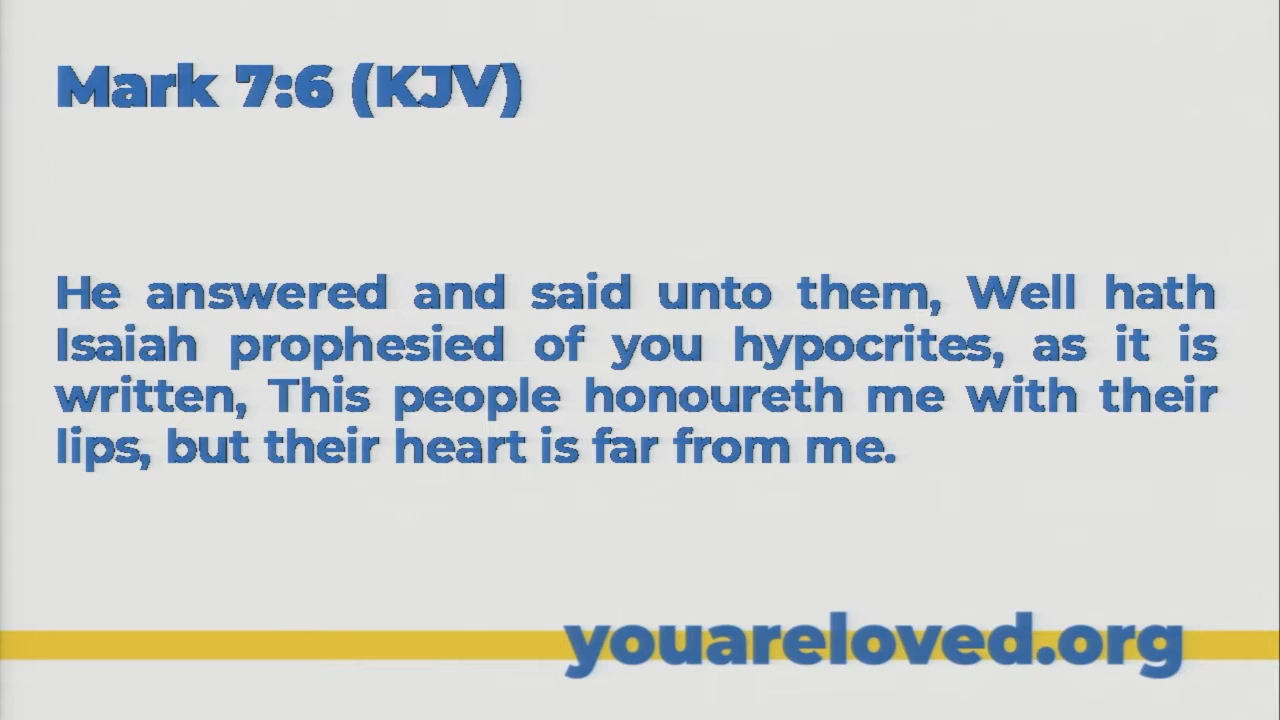 Mark 7:6 (KJV)
He answered and said unto them, Well hath
Isaiah prophesied of you hypocrites, as it is
written, This people honoureth me with their
lips, but their heart is far from me.
youareloved.org